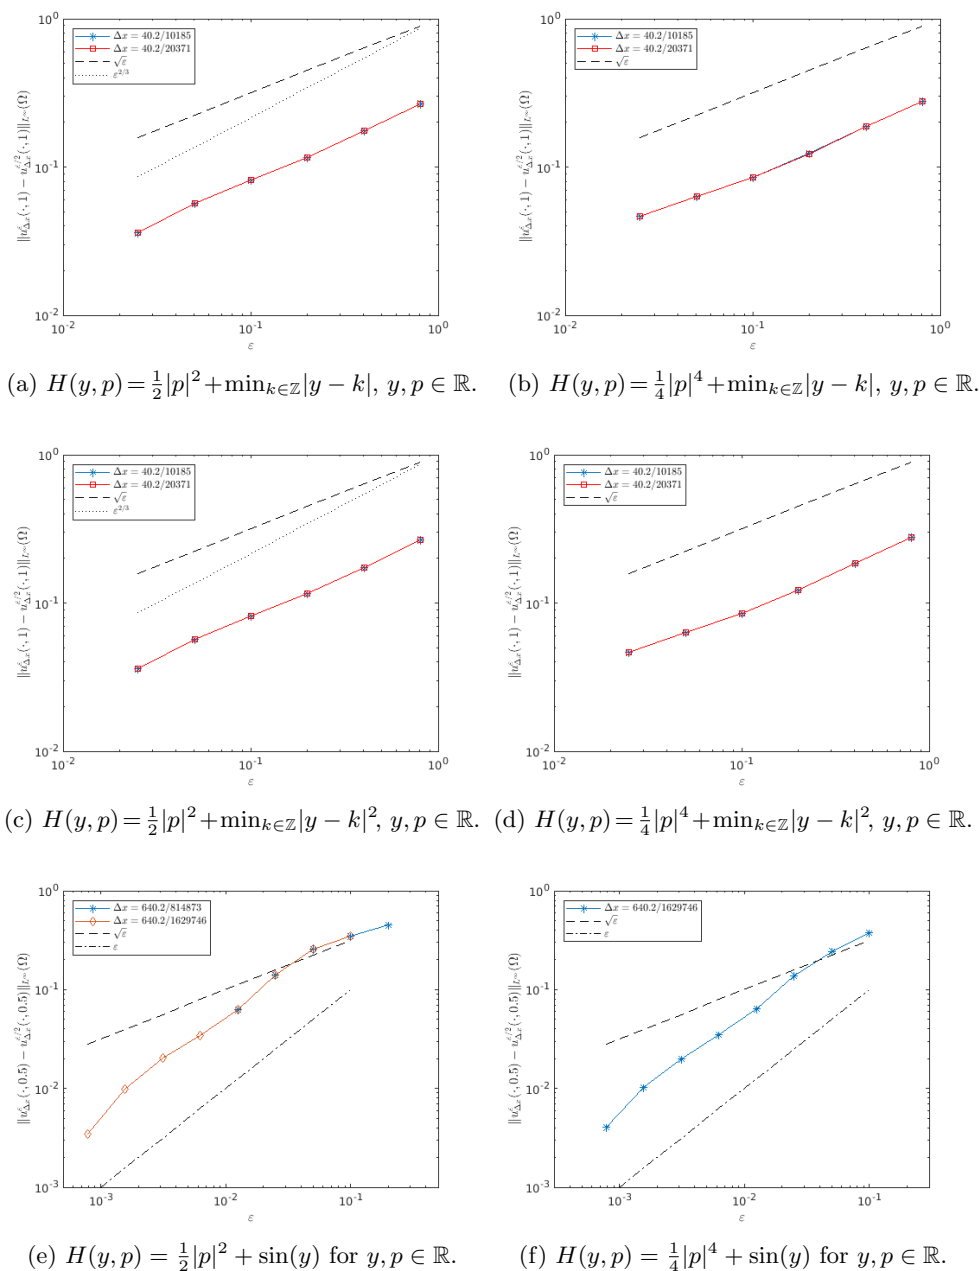 10^0
Δx = 40.2/10185
Δx = 40.2/20371
√ε
ε^{2/3}
10^{-1}
10^{-2}
‖u^ε_{Δx}(·, 1) − u^{ε/2}_{Δx}(·, 1)‖_{L^∞}(Ω)
10^{-2} 10^{-1} 10^0
ε
(a) H(y, p) = 1/2|p|^2 + min_{k∈ℤ}|y − k|, y, p ∈ ℝ.
10^0
Δx = 40.2/10185
Δx = 40.2/20371
√ε
10^{-1}
10^{-2}
‖u^ε_{Δx}(·, 1) − u^{ε/2}_{Δx}(·, 1)‖_{L^∞}(Ω)
10^{-2} 10^{-1} 10^0
ε
(b) H(y, p) = 1/4|p|^4 + min_{k∈ℤ}|y − k|, y, p ∈ ℝ.
10^0
Δx = 40.2/10185
Δx = 40.2/20371
√ε
ε^{2/3}
10^{-1}
10^{-2}
‖u^ε_{Δx}(·, 1) − u^{ε/2}_{Δx}(·, 1)‖_{L^∞}(Ω)
10^{-2} 10^{-1} 10^0
ε
(c) H(y, p) = 1/2|p|^2 + min_{k∈ℤ}|y − k|^2, y, p ∈ ℝ.
10^0
Δx = 40.2/10185
Δx = 40.2/20371
√ε
10^{-1}
10^{-2}
‖u^ε_{Δx}(·, 1) − u^{ε/2}_{Δx}(·, 1)‖_{L^∞}(Ω)
10^{-2} 10^{-1} 10^0
ε
(d) H(y, p) = 1/4|p|^4 + min_{k∈ℤ}|y − k|^2, y, p ∈ ℝ.
10^0
Δx = 640.2/814873
Δx = 640.2/1629746
√ε
ε
10^{-1}
10^{-2}
10^{-3}
‖u^ε_{Δx}(·, 0.5) − u^{ε/2}_{Δx}(·, 0.5)‖_{L^∞}(Ω)
10^{-3} 10^{-2} 10^{-1}
ε
(e) H(y, p) = 1/2|p|^2 + sin(y) for y, p ∈ ℝ.
10^0
Δx = 640.2/1629746
√ε
ε
10^{-1}
10^{-2}
10^{-3}
‖u^ε_{Δx}(·, 0.5) − u^{ε/2}_{Δx}(·, 0.5)‖_{L^∞}(Ω)
10^{-3} 10^{-2} 10^{-1}
ε
(f) H(y, p) = 1/4|p|^4 + sin(y) for y, p ∈ ℝ.